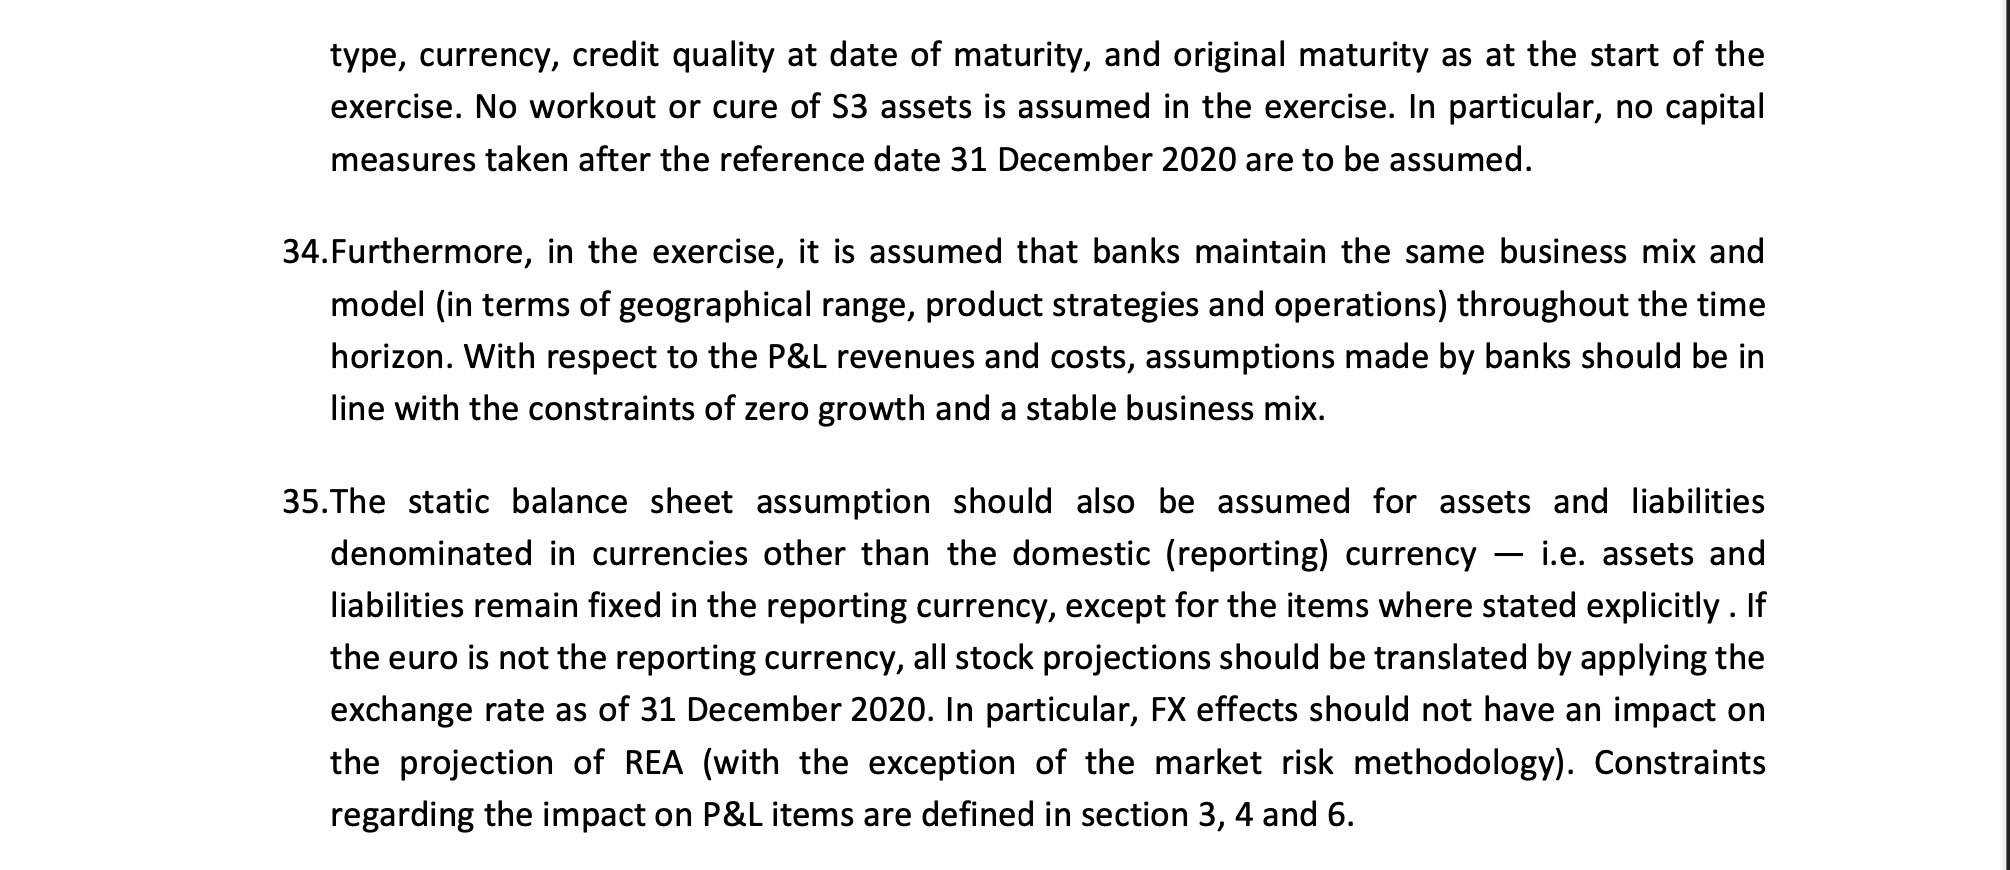 type, currency, credit quality at date of maturity, and original maturity as at the start of the
exercise. No workout or cure of S3 assets is assumed in the exercise. In particular, no capital
measures taken after the reference date 31 December 2020 are to be assumed.
34.Furthermore, in the exercise, it is assumed that banks maintain the same business mix and
model (in terms of geographical range, product strategies and operations) throughout the time
horizon. With respect to the P&L revenues and costs, assumptions made by banks should be in
line with the constraints of zero growth and a stable business mix.
35.The static balance sheet assumption should also be assumed for assets and liabilities
denominated in currencies other than the domestic (reporting) currency — i.e. assets and
liabilities remain fixed in the reporting currency, except for the items where stated explicitly . If
the euro is not the reporting currency, all stock projections should be translated by applying the
exchange rate as of 31 December 2020. In particular, FX effects should not have an impact on
the projection of REA (with the exception of the market risk methodology). Constraints
regarding the impact on P&L items are defined in section 3, 4 and 6.